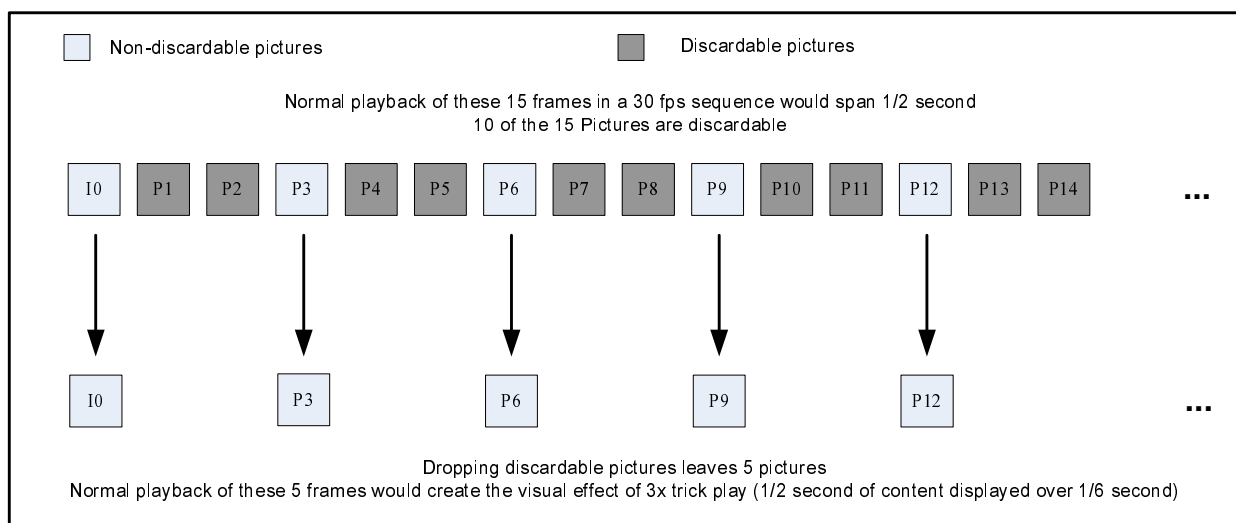 Non-discardable pictures
Discardable pictures
Normal playback of these 15 frames in a 30 fps sequence would span 1/2 second
10 of the 15 Pictures are discardable
I0 P1 P2 P3 P4 P5 P6 P7 P8 P9 P10 P11 P12 P13 P14 ...
I0 P3 P6 P9 P12 ...
Dropping discardable pictures leaves 5 pictures
Normal playback of these 5 frames would create the visual effect of 3x trick play (1/2 second of content displayed over 1/6 second)